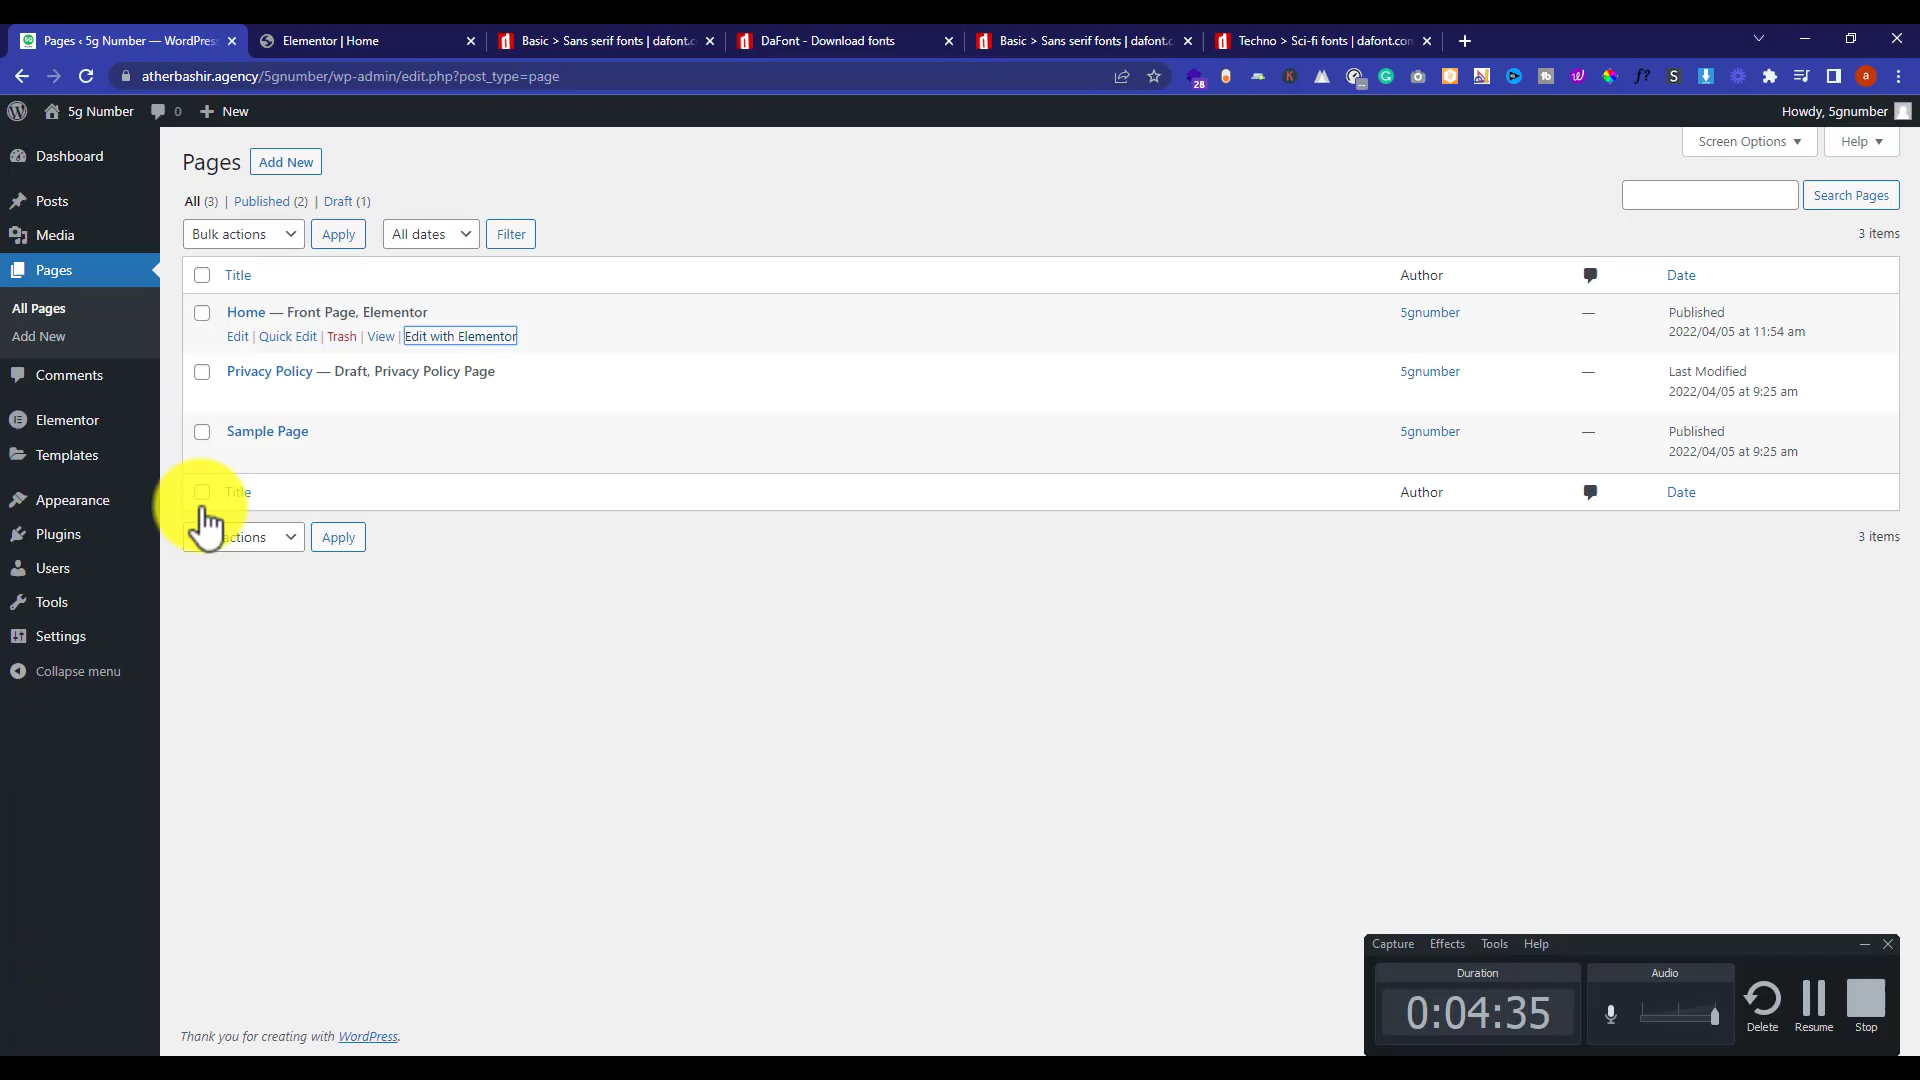 Pages ‹ 5g Number — WordPres
Elementor | Home
Basic > Sans serif fonts | dafont.c
DaFont - Download fonts
Basic > Sans serif fonts | dafont.c
Techno > Sci-fi fonts | dafont.con
atherbashir.agency/5gnumber/wp-admin/edit.php?post_type=page
28
5g Number
0
New
Howdy, 5gnumber
Dashboard
Posts
Media
Pages
All Pages
Add New
Comments
Elementor
Templates
Appearance
Plugins
Users
Tools
Settings
Collapse menu
Pages Add New
Screen Options
Help
All (3) | Published (2) | Draft (1)
Search Pages
Bulk actions Apply All dates Filter
3 items
Title Author Date
Home — Front Page, Elementor 5gnumber — Published
Edit | Quick Edit | Trash | View | Edit with Elementor 2022/04/05 at 11:54 am
Privacy Policy — Draft, Privacy Policy Page 5gnumber — Last Modified
2022/04/05 at 9:25 am
Sample Page 5gnumber — Published
2022/04/05 at 9:25 am
Title Author Date
actions Apply
3 items
Thank you for creating with WordPress.
Capture Effects Tools Help
Duration
Audio
0:04:35
Delete
Resume
Stop